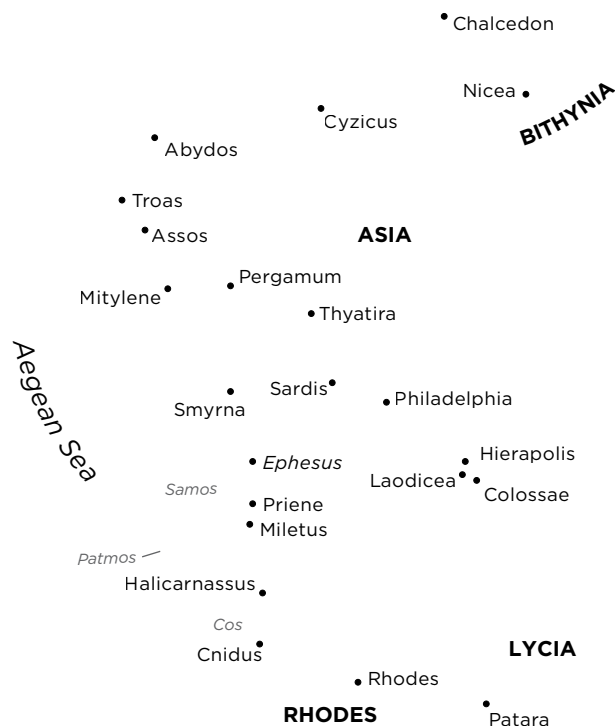 Chalcedon
Nicea
BITHYNIA
Cyzicus
Abydos
Troas
Assos
ASIA
Pergamum
Mitylene
Thyatira
Aegean Sea
Sardis
Philadelphia
Smyrna
Ephesus
Hierapolis
Laodicea
Colossae
Samos
Priene
Miletus
Patmos
Halicarnassus
Cos
Cnidus
LYCIA
Rhodes
RHODES
Patara